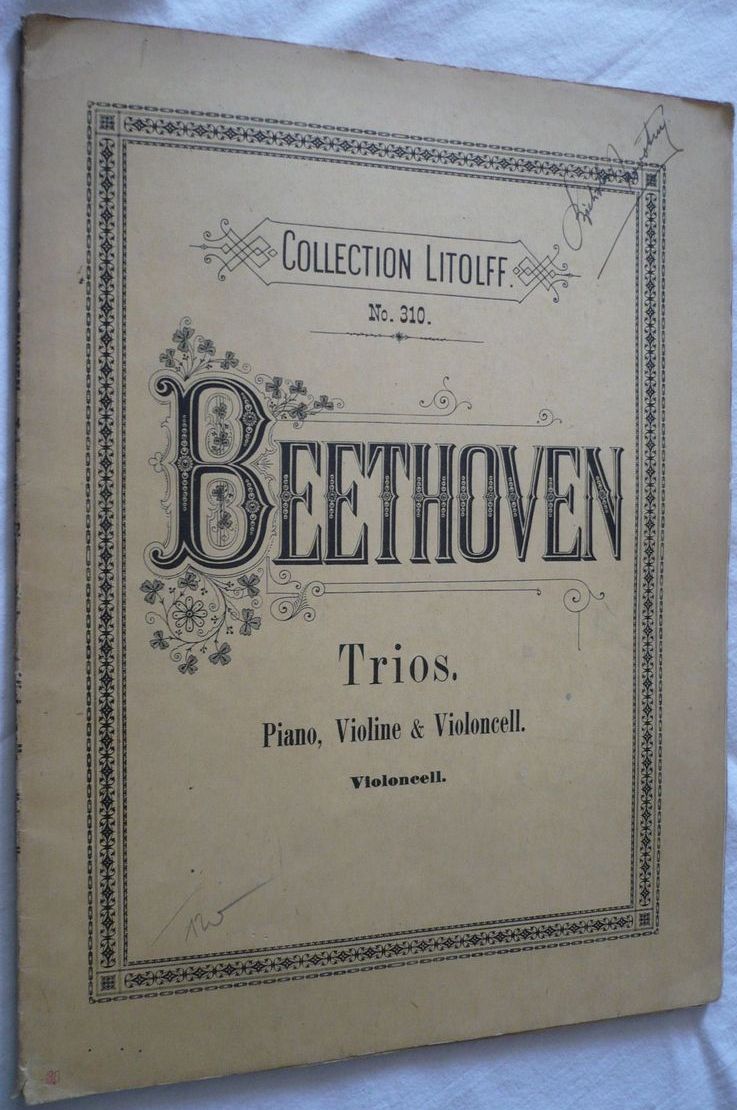 COLLECTION LITOLFF.
No. 310.
BEETHOVEN
Trios.
Piano, Violine & Violoncell.
Violoncell.